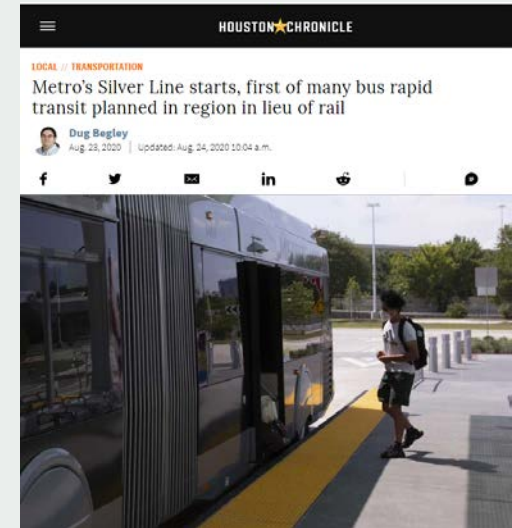 HOUSTON CHRONICLE
LOCAL // TRANSPORTATION
Metro's Silver Line starts, first of many bus rapid
transit planned in region in lieu of rail
Dug Begley
Aug. 23, 2020 | Updated: Aug. 24, 2020 10:04 a.m.